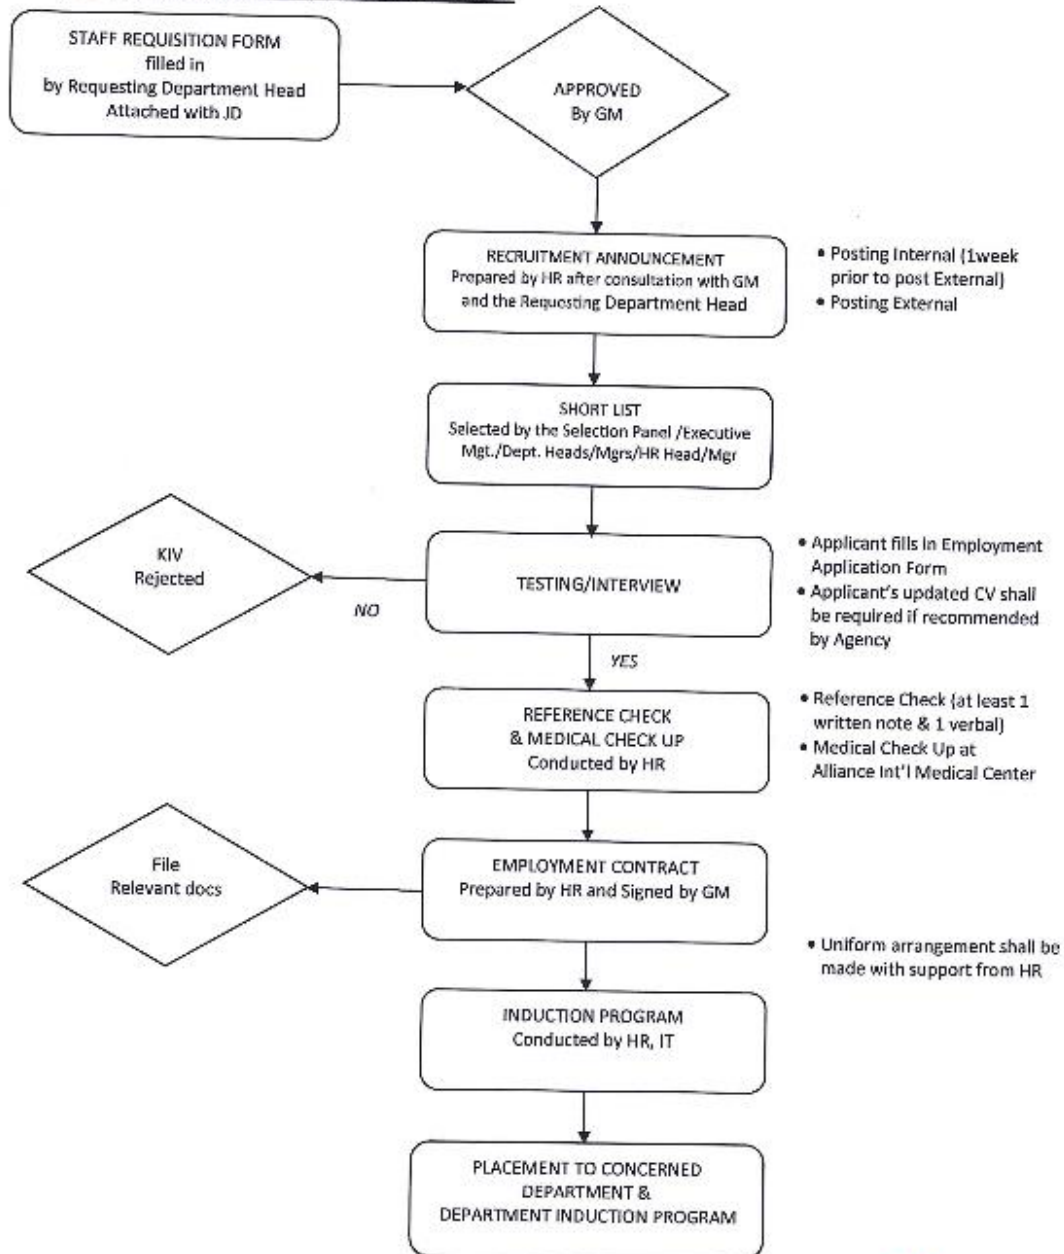 STAFF REQUISITION FORM
filled in
by Requesting Department Head
Attached with JD
APPROVED
By GM
RECRUITMENT ANNOUNCEMENT
Prepared by HR after consultation with GM
and the Requesting Department Head
• Posting Internal (1week
prior to post External)
• Posting External
SHORT LIST
Selected by the Selection Panel /Executive
Mgt./Dept. Heads/Mgrs/HR Head/Mgr
KIV
Rejected
NO
TESTING/INTERVIEW
• Applicant fills in Employment
Application Form
• Applicant's updated CV shall
be required if recommended
by Agency
YES
REFERENCE CHECK
& MEDICAL CHECK UP
Conducted by HR
• Reference Check (at least 1
written note & 1 verbal)
• Medical Check Up at
Alliance Int'l Medical Center
File
Relevant docs
EMPLOYMENT CONTRACT
Prepared by HR and Signed by GM
• Uniform arrangement shall be
made with support from HR
INDUCTION PROGRAM
Conducted by HR, IT
PLACEMENT TO CONCERNED
DEPARTMENT &
DEPARTMENT INDUCTION PROGRAM